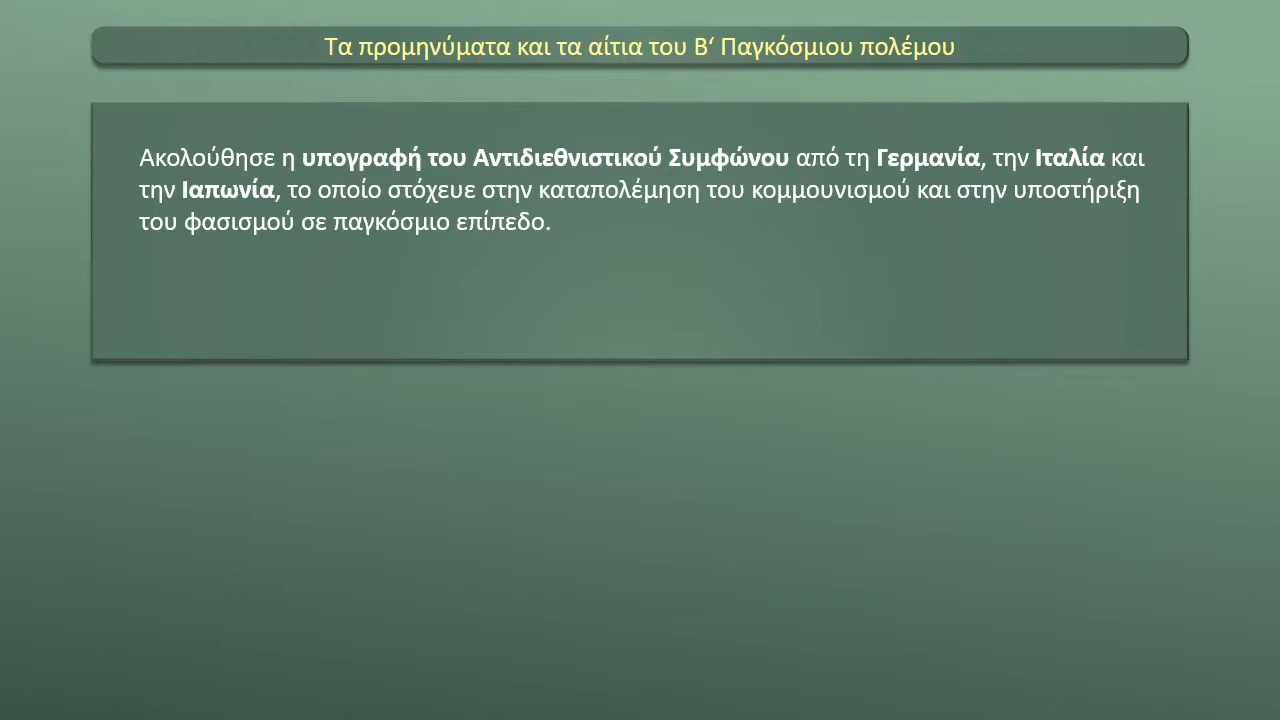 Τα προμηνύματα και τα αίτια του Β‘ Παγκόσμιου πολέμου
Ακολούθησε η υπογραφή του Αντιδιεθνιστικού Συμφώνου από τη Γερμανία, την Ιταλία και
την Ιαπωνία, το οποίο στόχευε στην καταπολέμηση του κομμουνισμού και στην υποστήριξη
του φασισμού σε παγκόσμιο επίπεδο.